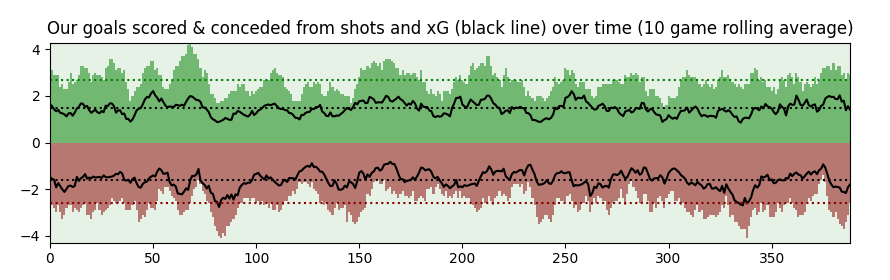 Our goals scored & conceded from shots and xG (black line) over time (10 game rolling average)
4
2
0
−2
−4
0 50 100 150 200 250 300 350